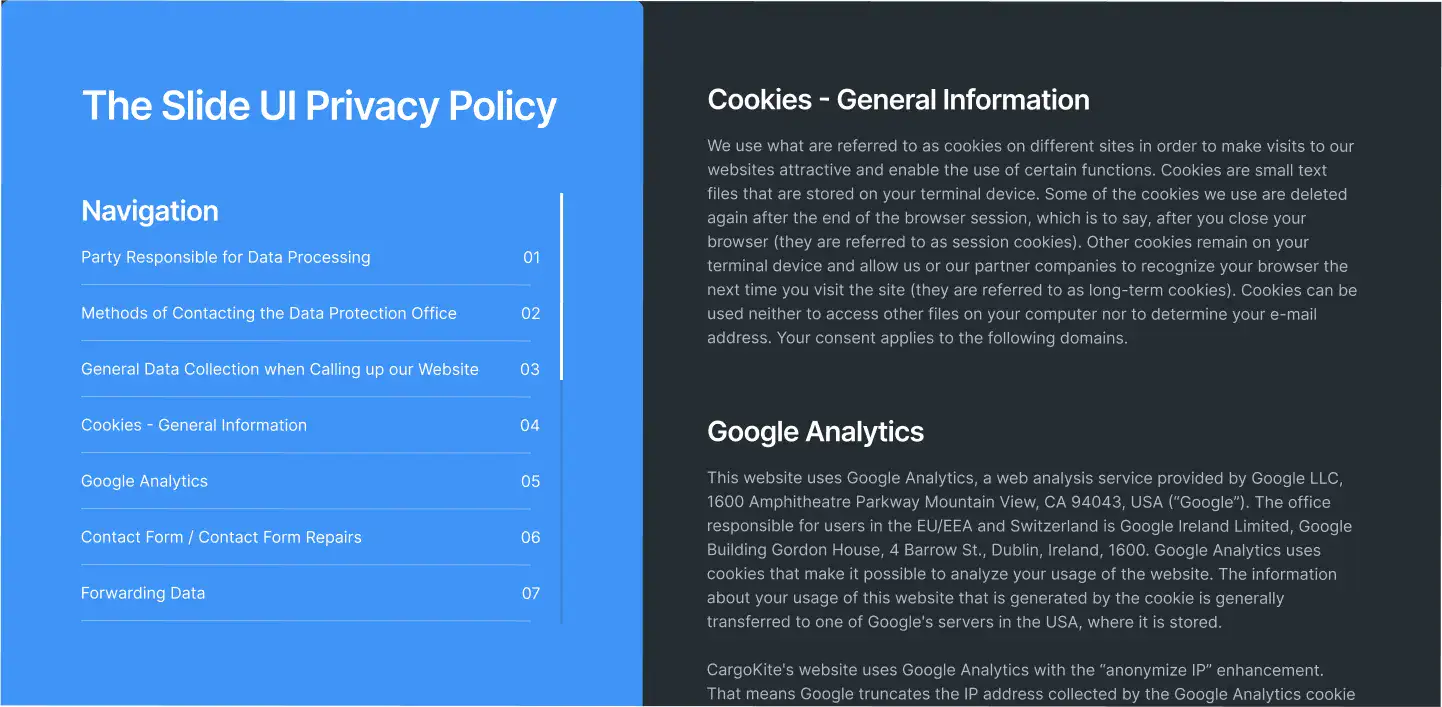 The Slide UI Privacy Policy
Navigation
Party Responsible for Data Processing 01
Methods of Contacting the Data Protection Office 02
General Data Collection when Calling up our Website 03
Cookies - General Information 04
Google Analytics 05
Contact Form / Contact Form Repairs 06
Forwarding Data 07
Cookies - General Information
We use what are referred to as cookies on different sites in order to make visits to our
websites attractive and enable the use of certain functions. Cookies are small text
files that are stored on your terminal device. Some of the cookies we use are deleted
again after the end of the browser session, which is to say, after you close your
browser (they are referred to as session cookies). Other cookies remain on your
terminal device and allow us or our partner companies to recognize your browser the
next time you visit the site (they are referred to as long-term cookies). Cookies can be
used neither to access other files on your computer nor to determine your e-mail
address. Your consent applies to the following domains.
Google Analytics
This website uses Google Analytics, a web analysis service provided by Google LLC,
1600 Amphitheatre Parkway Mountain View, CA 94043, USA (“Google”). The office
responsible for users in the EU/EEA and Switzerland is Google Ireland Limited, Google
Building Gordon House, 4 Barrow St., Dublin, Ireland, 1600. Google Analytics uses
cookies that make it possible to analyze your usage of the website. The information
about your usage of this website that is generated by the cookie is generally
transferred to one of Google's servers in the USA, where it is stored.
CargoKite's website uses Google Analytics with the “anonymize IP” enhancement.
That means Google truncates the IP address collected by the Google Analytics cookie